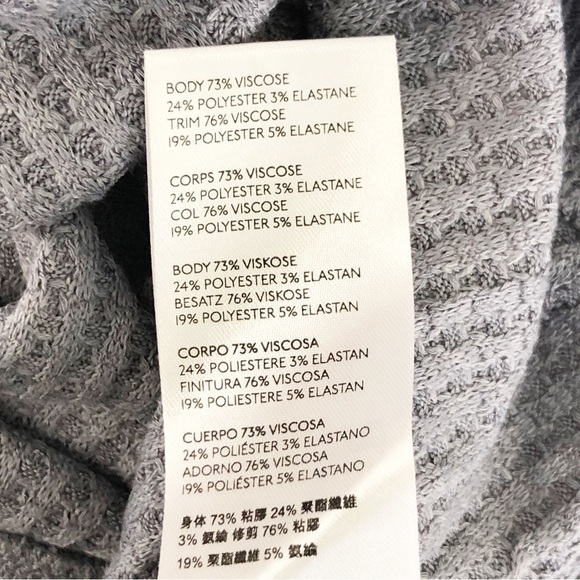 BODY 73% VISCOSE
24% POLYESTER 3% ELASTANE
TRIM 76% VISCOSE
19% POLYESTER 5% ELASTANE
CORPS 73% VISCOSE
24% POLYESTER 3% ELASTANE
COL 76% VISCOSE
19% POLYESTER 5% ELASTANE
BODY 73% VISKOSE
24% POLYESTER 3% ELASTAN
BESATZ 76% VISKOSE
19% POLYESTER 5% ELASTAN
CORPO 73% VISCOSA
24% POLIESTERE 3% ELASTAN
FINITURA 76% VISCOSA
19% POLIESTERE 5% ELASTAN
CUERPO 73% VISCOSA
24% POLIÉSTER 3% ELASTANO
ADORNO 76% VISCOSA
19% POLIÉSTER 5% ELASTANO
身体 73% 粘膠 24% 聚酯纖維
3% 氨綸 修剪 76% 粘膠
19% 聚酯纖維 5% 氨綸